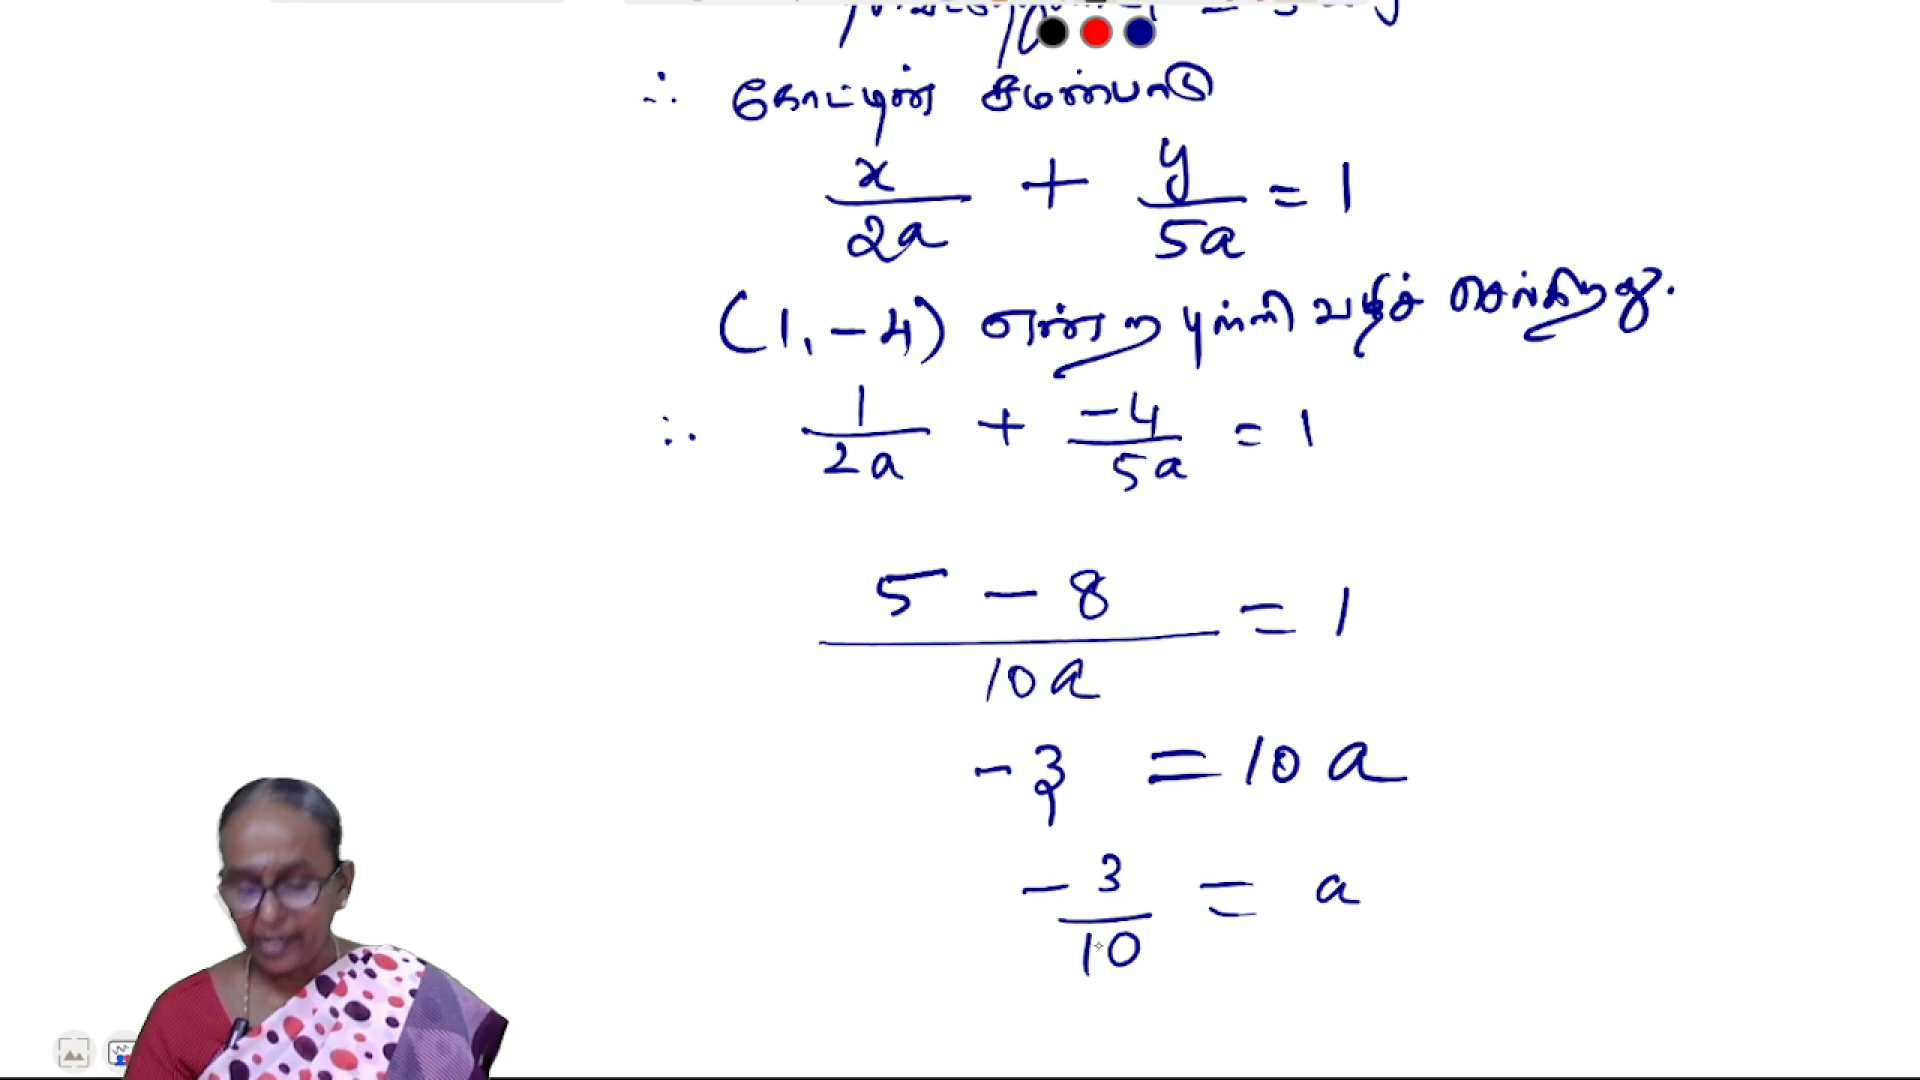 ∴ கோட்டின் சமன்பாடு
x/2a + y/5a = 1
(1, -4) என்ற புள்ளி வழிச் செல்கிறது.
∴ 1/2a + -4/5a = 1
5 - 8/10a = 1
-3 = 10a
-3/10 = a